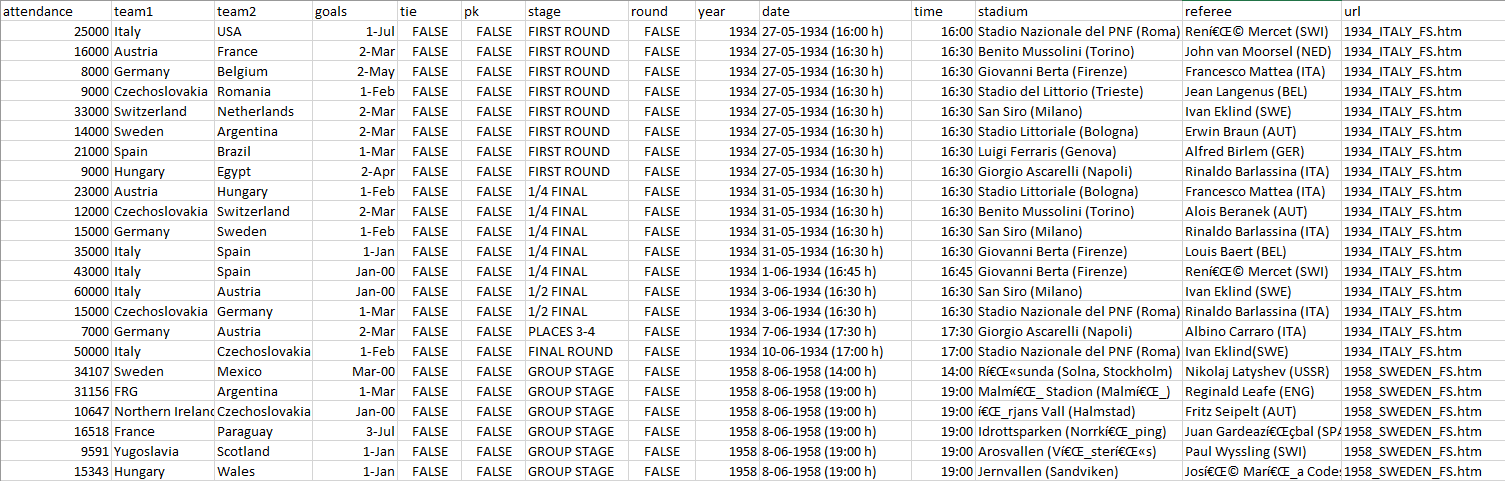 attendance team1 team2 goals tie pk stage round year date time stadium referee url
25000 Italy USA 1-Jul FALSE FALSE FIRST ROUND FALSE 1934 27-05-1934 (16:00 h) 16:00 Stadio Nazionale del PNF (Roma) Rení€Œ© Mercet (SWI) 1934_ITALY_FS.htm
16000 Austria France 2-Mar FALSE FALSE FIRST ROUND FALSE 1934 27-05-1934 (16:30 h) 16:30 Benito Mussolini (Torino) John van Moorsel (NED) 1934_ITALY_FS.htm
8000 Germany Belgium 2-May FALSE FALSE FIRST ROUND FALSE 1934 27-05-1934 (16:30 h) 16:30 Giovanni Berta (Firenze) Francesco Mattea (ITA) 1934_ITALY_FS.htm
9000 Czechoslovakia Romania 1-Feb FALSE FALSE FIRST ROUND FALSE 1934 27-05-1934 (16:30 h) 16:30 Stadio del Littorio (Trieste) Jean Langenus (BEL) 1934_ITALY_FS.htm
33000 Switzerland Netherlands 2-Mar FALSE FALSE FIRST ROUND FALSE 1934 27-05-1934 (16:30 h) 16:30 San Siro (Milano) Ivan Eklind (SWE) 1934_ITALY_FS.htm
14000 Sweden Argentina 2-Mar FALSE FALSE FIRST ROUND FALSE 1934 27-05-1934 (16:30 h) 16:30 Stadio Littoriale (Bologna) Erwin Braun (AUT) 1934_ITALY_FS.htm
21000 Spain Brazil 1-Mar FALSE FALSE FIRST ROUND FALSE 1934 27-05-1934 (16:30 h) 16:30 Luigi Ferraris (Genova) Alfred Birlem (GER) 1934_ITALY_FS.htm
9000 Hungary Egypt 2-Apr FALSE FALSE FIRST ROUND FALSE 1934 27-05-1934 (16:30 h) 16:30 Giorgio Ascarelli (Napoli) Rinaldo Barlassina (ITA) 1934_ITALY_FS.htm
23000 Austria Hungary 1-Feb FALSE FALSE 1/4 FINAL FALSE 1934 31-05-1934 (16:30 h) 16:30 Stadio Littoriale (Bologna) Francesco Mattea (ITA) 1934_ITALY_FS.htm
12000 Czechoslovakia Switzerland 2-Mar FALSE FALSE 1/4 FINAL FALSE 1934 31-05-1934 (16:30 h) 16:30 Benito Mussolini (Torino) Alois Beranek (AUT) 1934_ITALY_FS.htm
15000 Germany Sweden 1-Feb FALSE FALSE 1/4 FINAL FALSE 1934 31-05-1934 (16:30 h) 16:30 San Siro (Milano) Rinaldo Barlassina (ITA) 1934_ITALY_FS.htm
35000 Italy Spain 1-Jan FALSE FALSE 1/4 FINAL FALSE 1934 31-05-1934 (16:30 h) 16:30 Giovanni Berta (Firenze) Louis Baert (BEL) 1934_ITALY_FS.htm
43000 Italy Spain Jan-00 FALSE FALSE 1/4 FINAL FALSE 1934 1-06-1934 (16:45 h) 16:45 Giovanni Berta (Firenze) Rení€Œ© Mercet (SWI) 1934_ITALY_FS.htm
60000 Italy Austria Jan-00 FALSE FALSE 1/2 FINAL FALSE 1934 3-06-1934 (16:30 h) 16:30 San Siro (Milano) Ivan Eklind (SWE) 1934_ITALY_FS.htm
15000 Czechoslovakia Germany 1-Mar FALSE FALSE 1/2 FINAL FALSE 1934 3-06-1934 (16:30 h) 16:30 Stadio Nazionale del PNF (Roma) Rinaldo Barlassina (ITA) 1934_ITALY_FS.htm
7000 Germany Austria 2-Mar FALSE FALSE PLACES 3-4 FALSE 1934 7-06-1934 (17:30 h) 17:30 Giorgio Ascarelli (Napoli) Albino Carraro (ITA) 1934_ITALY_FS.htm
50000 Italy Czechoslovakia 1-Feb FALSE FALSE FINAL ROUND FALSE 1934 10-06-1934 (17:00 h) 17:00 Stadio Nazionale del PNF (Roma) Ivan Eklind(SWE) 1934_ITALY_FS.htm
34107 Sweden Mexico Mar-00 FALSE FALSE GROUP STAGE FALSE 1958 8-06-1958 (14:00 h) 14:00 Rí€Œ«sunda (Solna, Stockholm) Nikolaj Latyshev (USSR) 1958_SWEDEN_FS.htm
31156 FRG Argentina 1-Mar FALSE FALSE GROUP STAGE FALSE 1958 8-06-1958 (19:00 h) 19:00 Malmí€Œ_ Stadion (Malmí€Œ_) Reginald Leafe (ENG) 1958_SWEDEN_FS.htm
10647 Northern Ireland Czechoslovakia Jan-00 FALSE FALSE GROUP STAGE FALSE 1958 8-06-1958 (19:00 h) 19:00 í€Œ_rjans Vall (Halmstad) Fritz Seipelt (AUT) 1958_SWEDEN_FS.htm
16518 France Paraguay 3-Jul FALSE FALSE GROUP STAGE FALSE 1958 8-06-1958 (19:00 h) 19:00 Idrottsparken (Norrkí€Œ_ping) Juan Gardeazí€Œçbal (SPA 1958_SWEDEN_FS.htm
9591 Yugoslavia Scotland 1-Jan FALSE FALSE GROUP STAGE FALSE 1958 8-06-1958 (19:00 h) 19:00 Arosvallen (Ví€Œ_sterí€Œ«s) Paul Wyssling (SWI) 1958_SWEDEN_FS.htm
15343 Hungary Wales 1-Jan FALSE FALSE GROUP STAGE FALSE 1958 8-06-1958 (19:00 h) 19:00 Jernvallen (Sandviken) Josí€Œ© Marí€Œ_a Codes 1958_SWEDEN_FS.htm